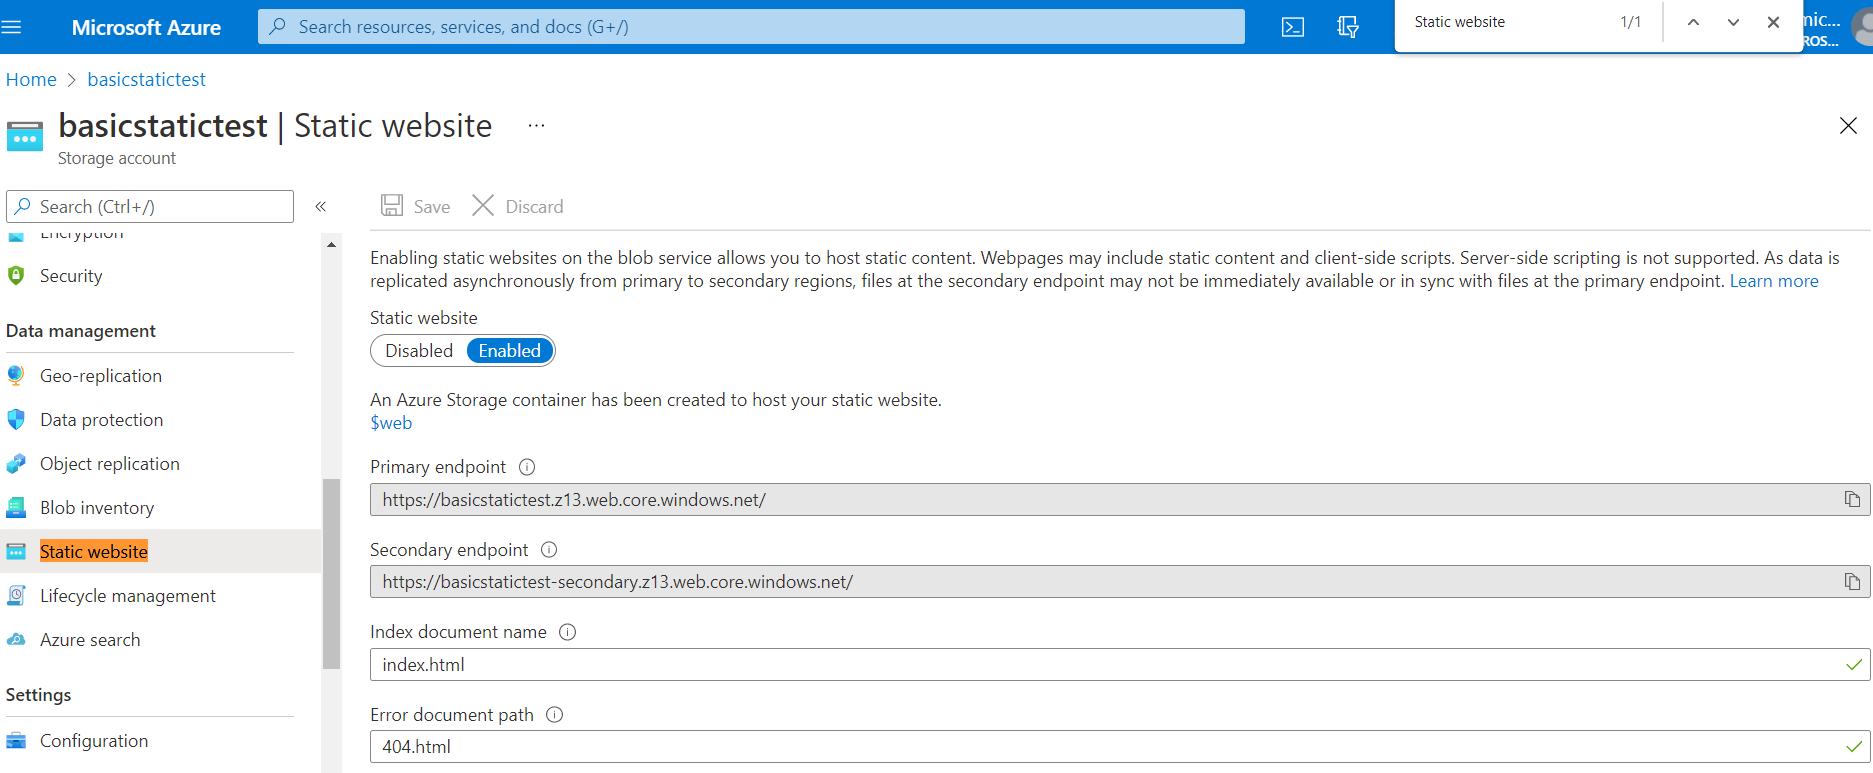 Microsoft Azure
Search resources, services, and docs (G+/)
Static website
1/1
mic...
ROS...
Home
basicstatictest
basicstatictest | Static website
...
Storage account
Search (Ctrl+/)
«
Save
Discard
Encryption
Security
Data management
Geo-replication
Data protection
Object replication
Blob inventory
Static website
Lifecycle management
Azure search
Settings
Configuration
Enabling static websites on the blob service allows you to host static content. Webpages may include static content and client-side scripts. Server-side scripting is not supported. As data is
replicated asynchronously from primary to secondary regions, files at the secondary endpoint may not be immediately available or in sync with files at the primary endpoint. Learn more
Static website
Disabled Enabled
An Azure Storage container has been created to host your static website.
$web
Primary endpoint
https://basicstatictest.z13.web.core.windows.net/
Secondary endpoint
https://basicstatictest-secondary.z13.web.core.windows.net/
Index document name
index.html
Error document path
404.html